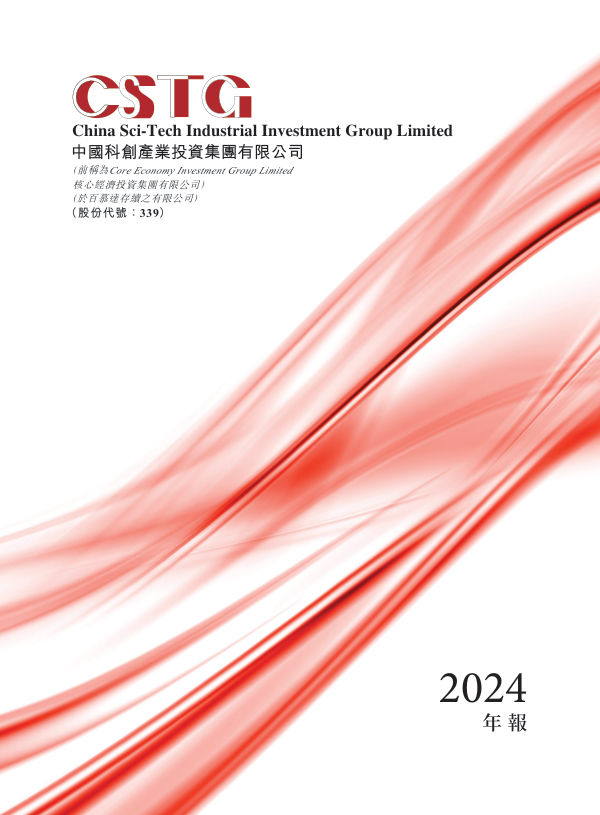 CSTG
China Sci-Tech Industrial Investment Group Limited
中國科創產業投資集團有限公司
(前稱為Core Economy Investment Group Limited
核心經濟投資集團有限公司)
(於百慕達存續之有限公司)
(股份代號：339)
2024
年報